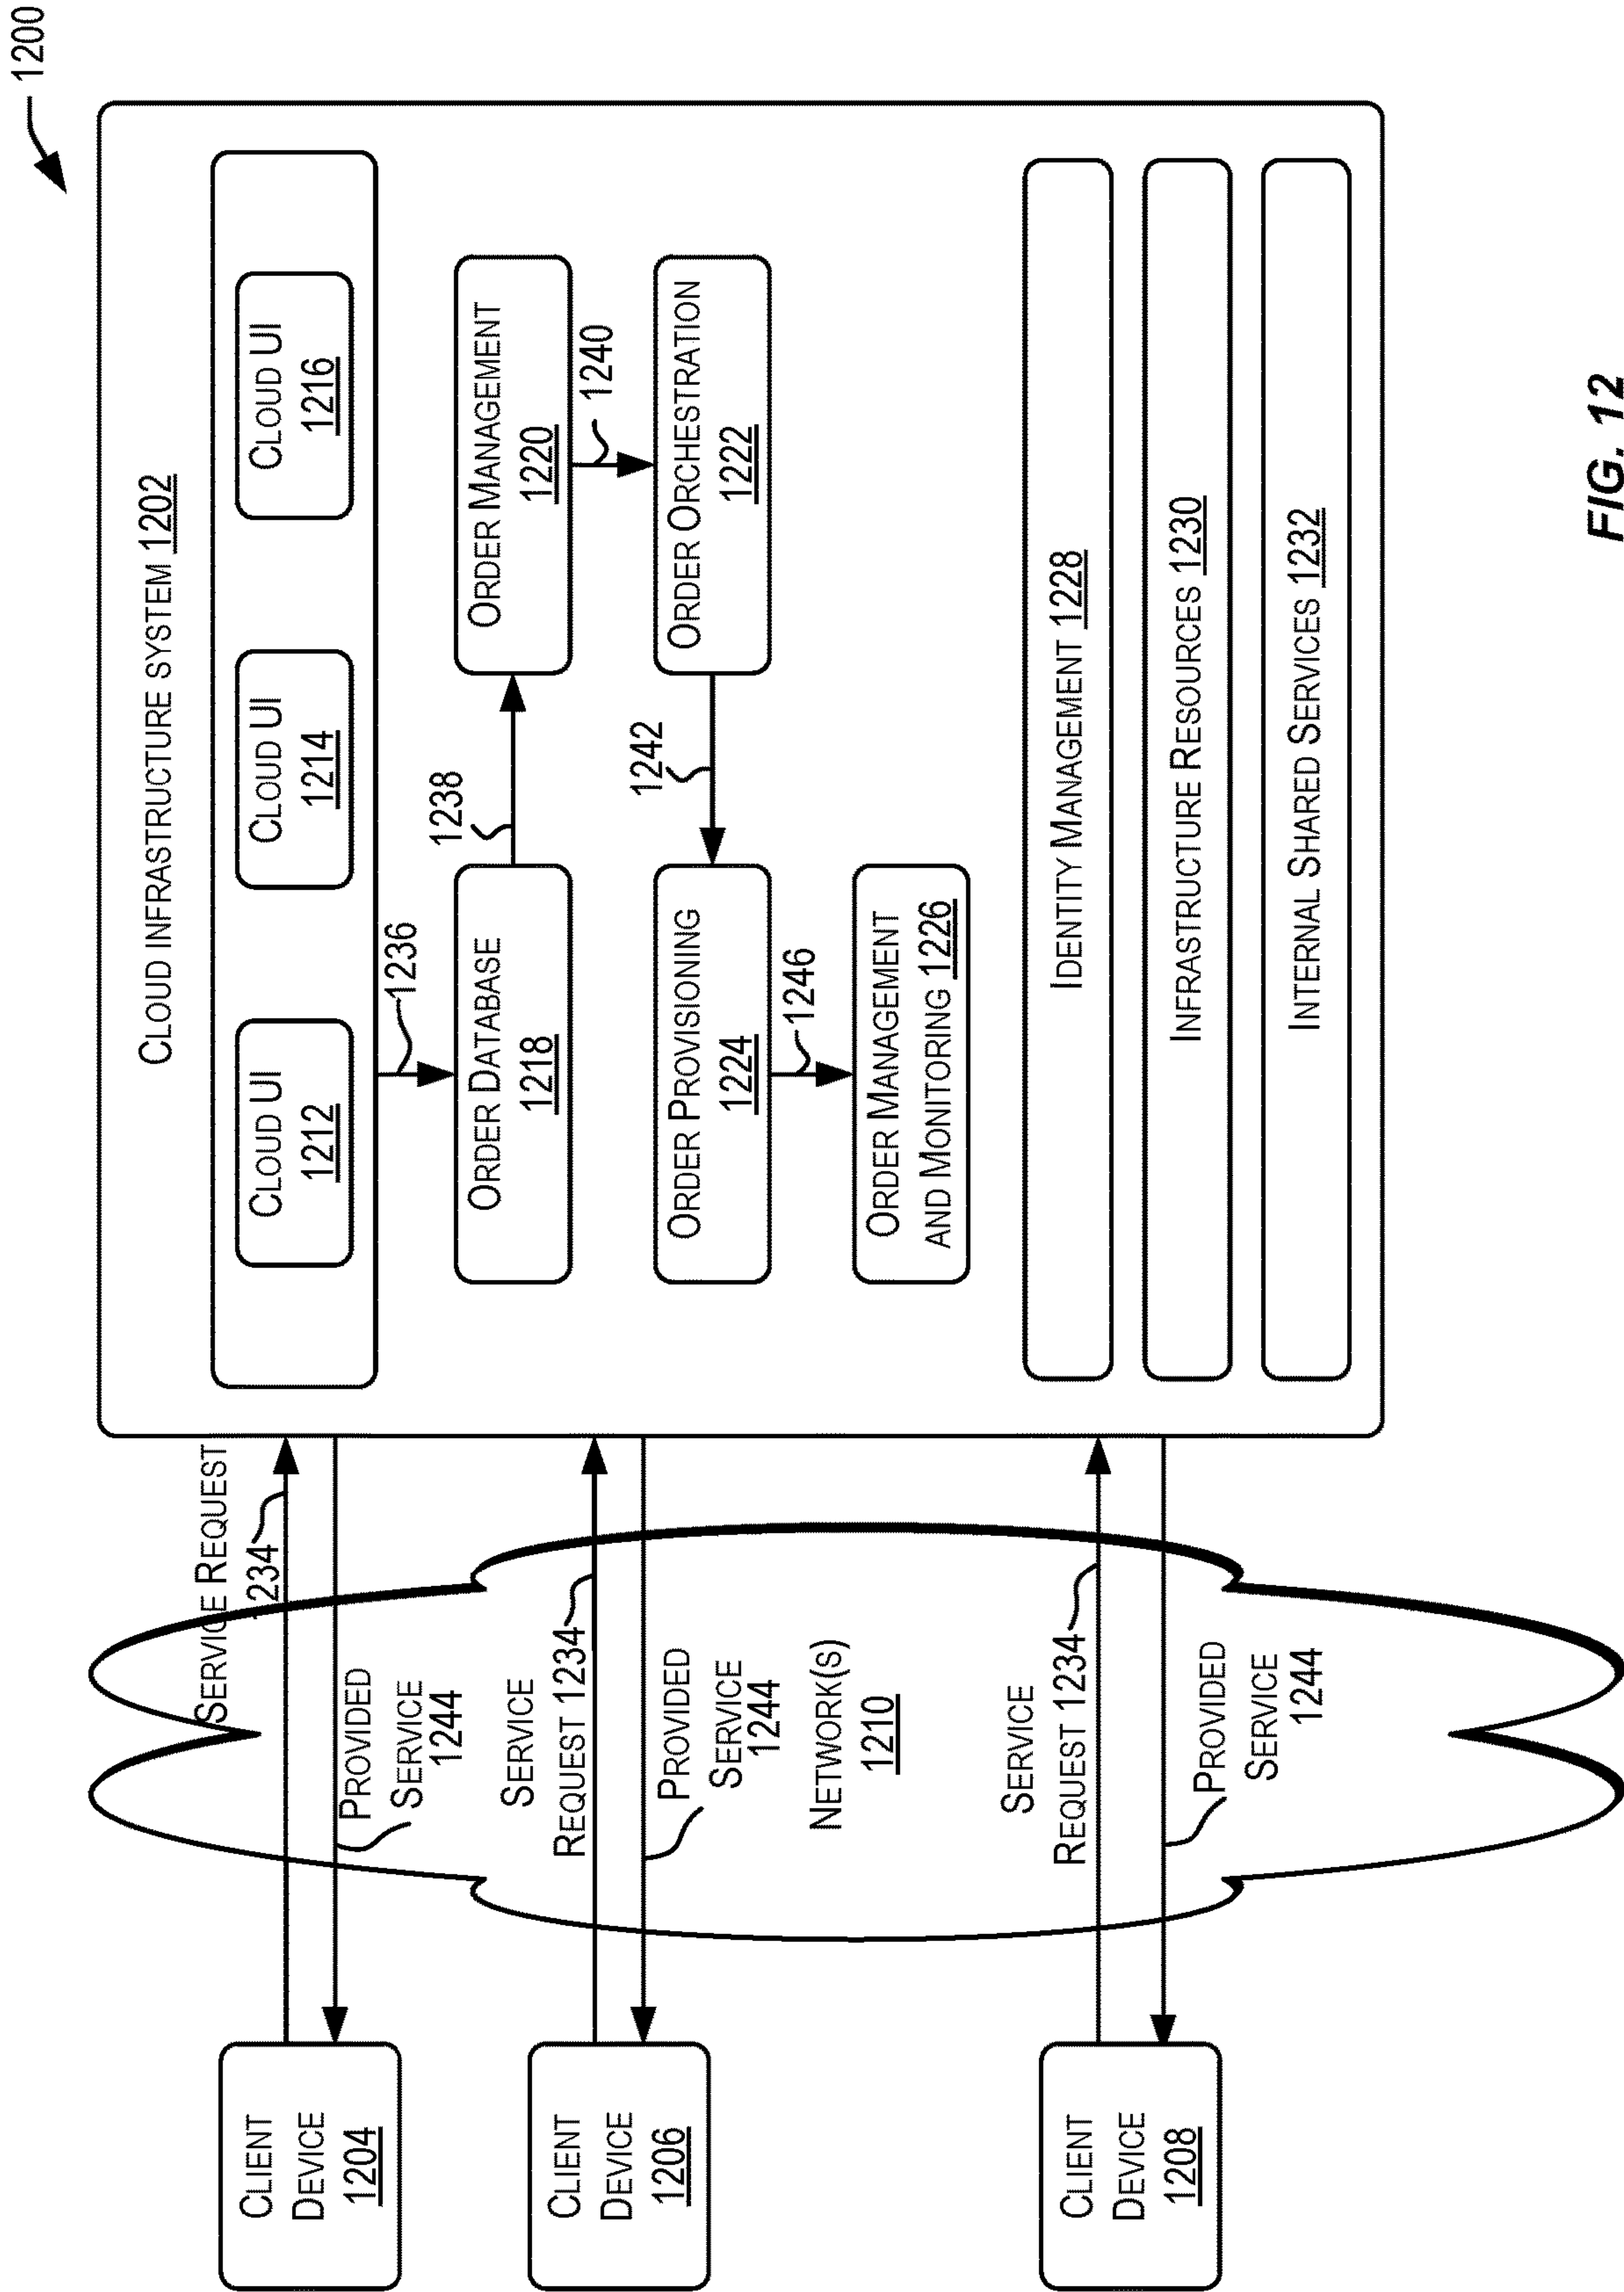 1200
CLOUD INFRASTRUCTURE SYSTEM 1202
CLOUD UI
1212
CLOUD UI
1214
CLOUD UI
1216
1236
ORDER DATABASE
1218
1238
ORDER MANAGEMENT
1220
1240
ORDER PROVISIONING
1224
1242
ORDER ORCHESTRATION
1222
1246
ORDER MANAGEMENT
AND MONITORING 1226
IDENTITY MANAGEMENT 1228
INFRASTRUCTURE RESOURCES 1230
INTERNAL SHARED SERVICES 1232
CLIENT
DEVICE
1204
SERVICE REQUEST
1234
PROVIDED
SERVICE
1244
CLIENT
DEVICE
1206
SERVICE
REQUEST 1234
PROVIDED
SERVICE
1244
NETWORK(S)
1210
CLIENT
DEVICE
1208
SERVICE
REQUEST 1234
PROVIDED
SERVICE
1244
FIG. 12